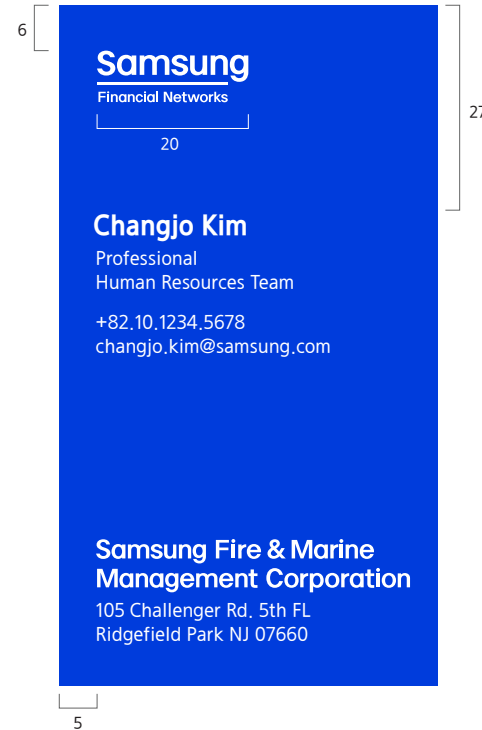 6
27
Samsung
Financial Networks
20
Changjo Kim
Professional
Human Resources Team
+82.10.1234.5678
changjo.kim@samsung.com
Samsung Fire & Marine
Management Corporation
105 Challenger Rd. 5th FL
Ridgefield Park NJ 07660
5